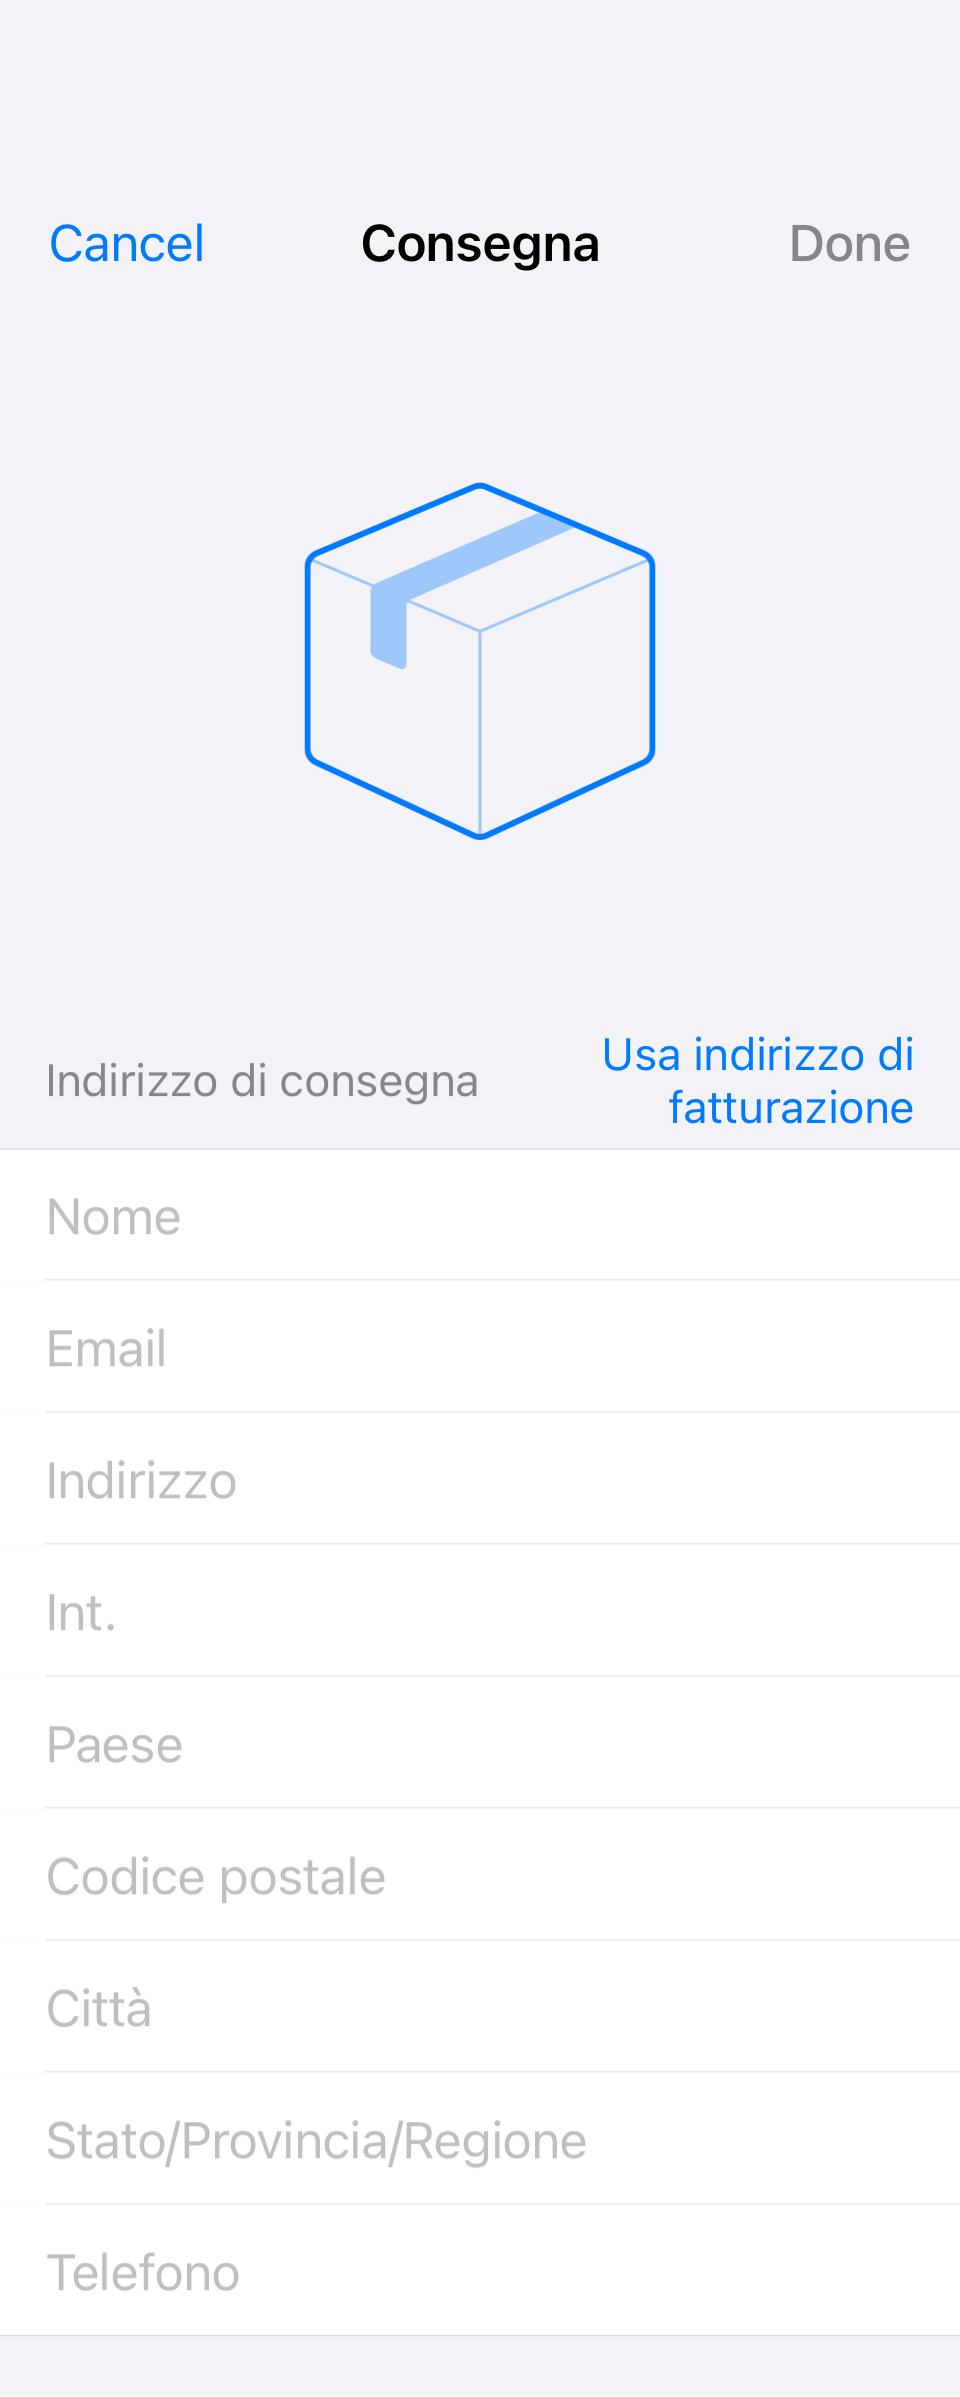 Cancel Consegna Done
Indirizzo di consegna
Usa indirizzo di
fatturazione
Nome
Email
Indirizzo
Int.
Paese
Codice postale
Città
Stato/Provincia/Regione
Telefono